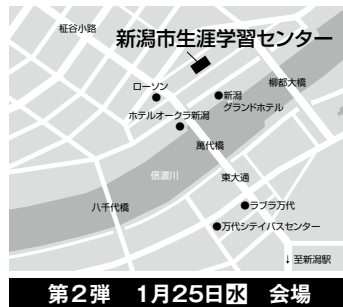 柾谷小路
新潟市生涯学習センター
ローソン
柳都大橋
新潟
グランドホテル
ホテルオークラ新潟
萬代橋
信濃川
東大通
八千代橋
ラブラ万代
万代シテイバスセンター
↓至新潟駅
第2弾 1月25日水 会場